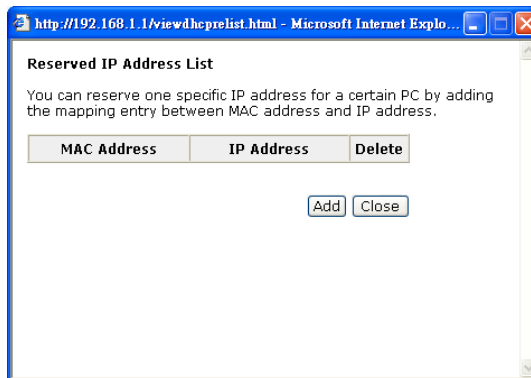 http://192.168.1.1/viewdhcprelist.html - Microsoft Internet Explo...
Reserved IP Address List
You can reserve one specific IP address for a certain PC by adding
the mapping entry between MAC address and IP address.
MAC Address IP Address Delete
Add Close